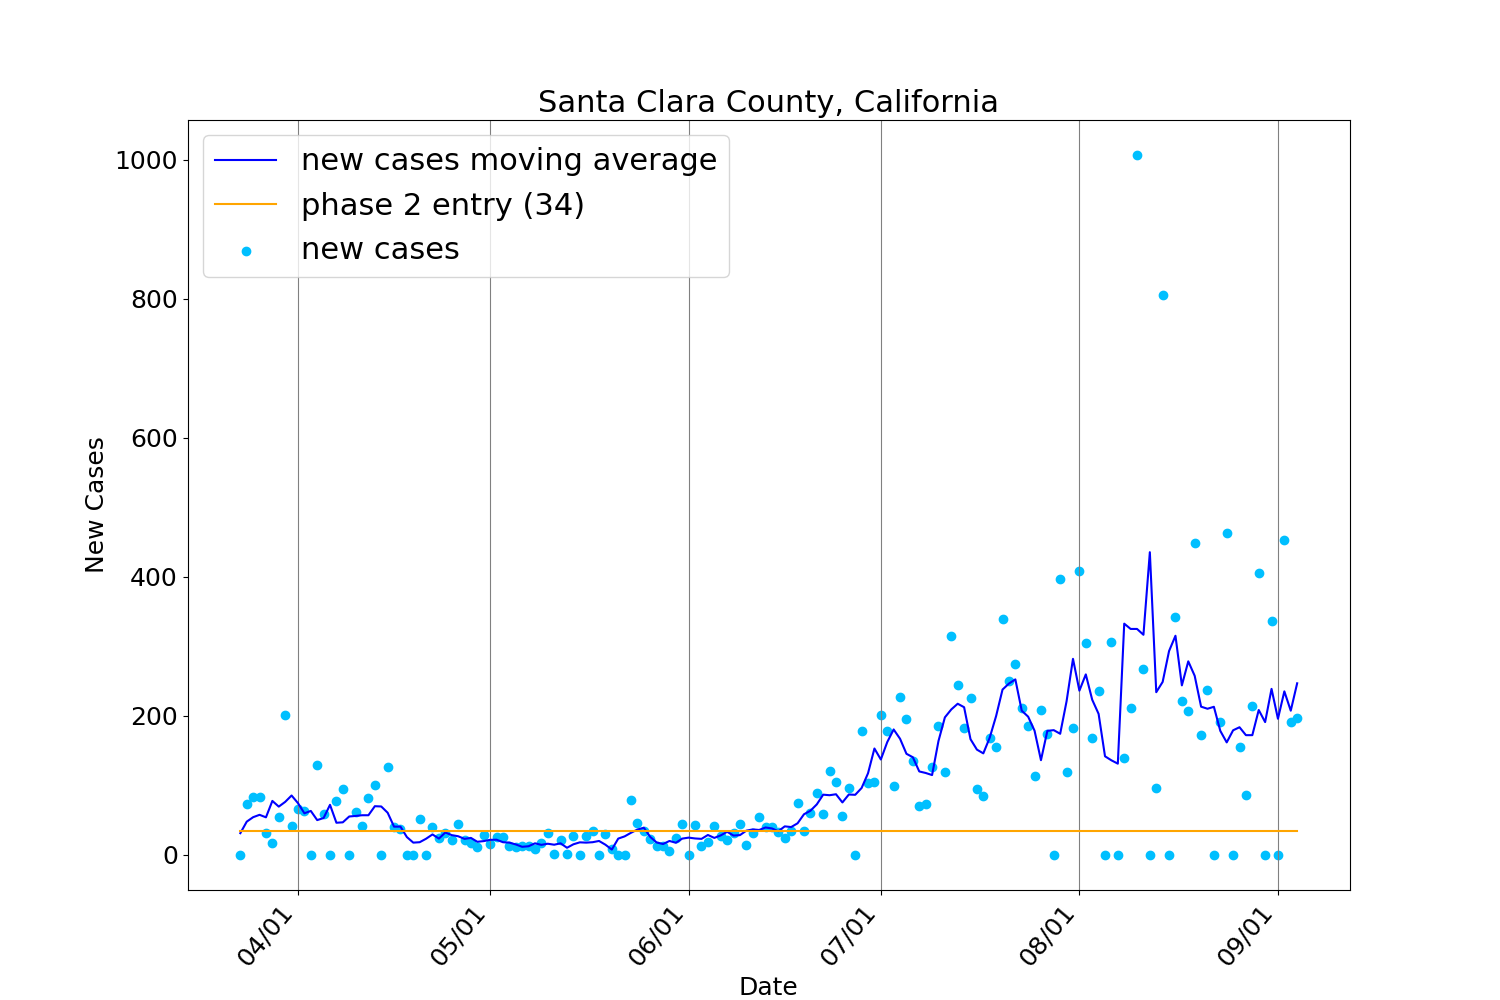 Santa Clara County, California
new cases moving average
phase 2 entry (34)
new cases
1000
800
600
400
200
0
New Cases
04/01
05/01
06/01
07/01
08/01
09/01
Date